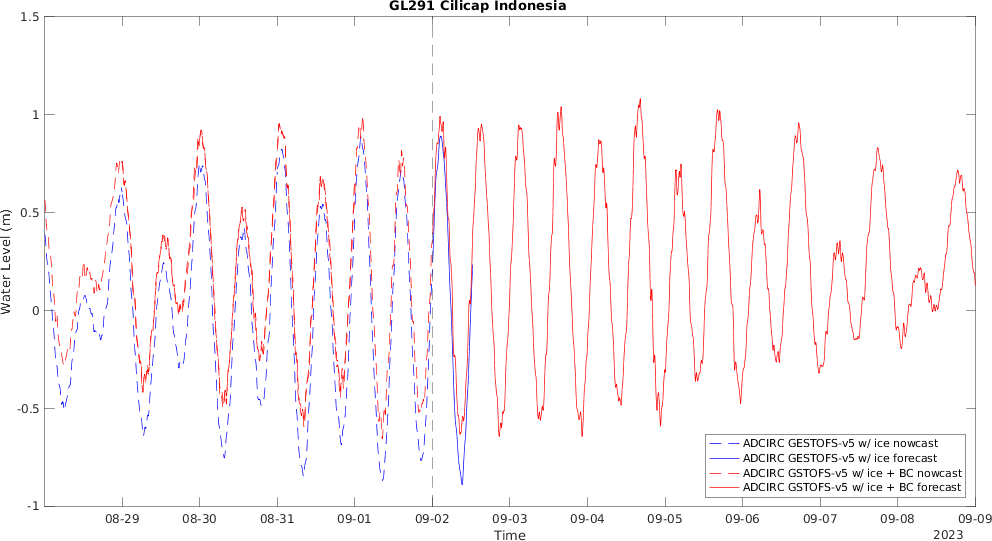 GL291 Cilicap Indonesia
1.5
1
0.5
0
-0.5
-1
Water Level (m)
ADCIRC GESTOFS-v5 w/ ice nowcast
ADCIRC GESTOFS-v5 w/ ice forecast
ADCIRC GSTOFS-v5 w/ ice + BC nowcast
ADCIRC GSTOFS-v5 w/ ice + BC forecast
08-29 08-30 08-31 09-01 09-02 09-03 09-04 09-05 09-06 09-07 09-08 09-09
Time
2023